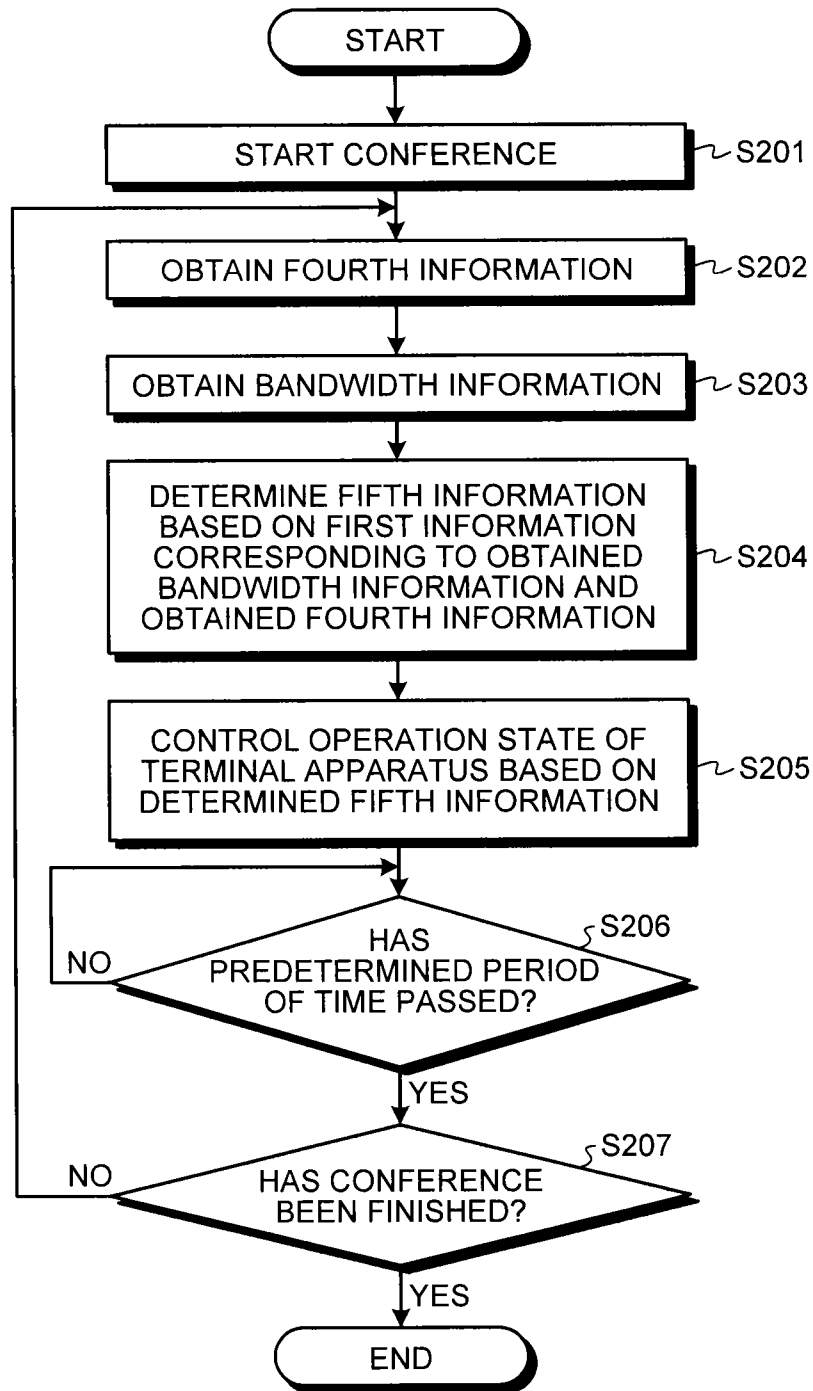 START
START CONFERENCE
S201
OBTAIN FOURTH INFORMATION
S202
OBTAIN BANDWIDTH INFORMATION
S203
DETERMINE FIFTH INFORMATION
BASED ON FIRST INFORMATION
CORRESPONDING TO OBTAINED
BANDWIDTH INFORMATION AND
OBTAINED FOURTH INFORMATION
S204
CONTROL OPERATION STATE OF
TERMINAL APPARATUS BASED ON
DETERMINED FIFTH INFORMATION
S205
HAS
PREDETERMINED PERIOD
OF TIME PASSED?
S206
NO
YES
HAS CONFERENCE
BEEN FINISHED?
S207
NO
YES
END